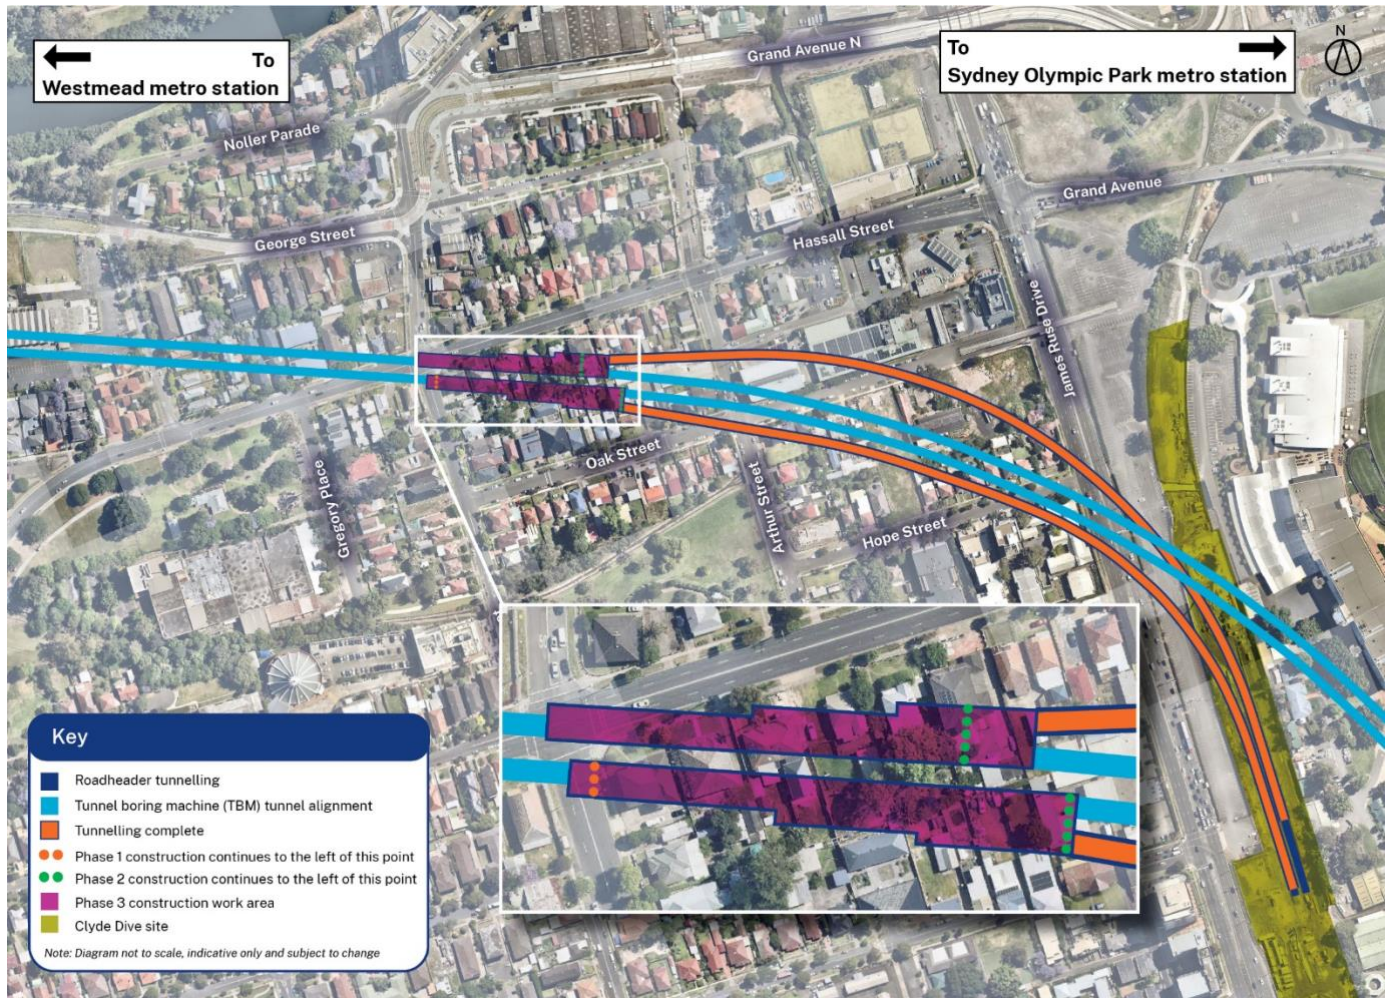 To
Westmead metro station
To
Sydney Olympic Park metro station
N
Grand Avenue N
Noller Parade
Grand Avenue
George Street
Hassall Street
James Ruse Drive
Oak Street
Gregory Place
Arthur Street
Hope Street
Key
Roadheader tunnelling
Tunnel boring machine (TBM) tunnel alignment
Tunnelling complete
Phase 1 construction continues to the left of this point
Phase 2 construction continues to the left of this point
Phase 3 construction work area
Clyde Dive site
Note: Diagram not to scale, indicative only and subject to change